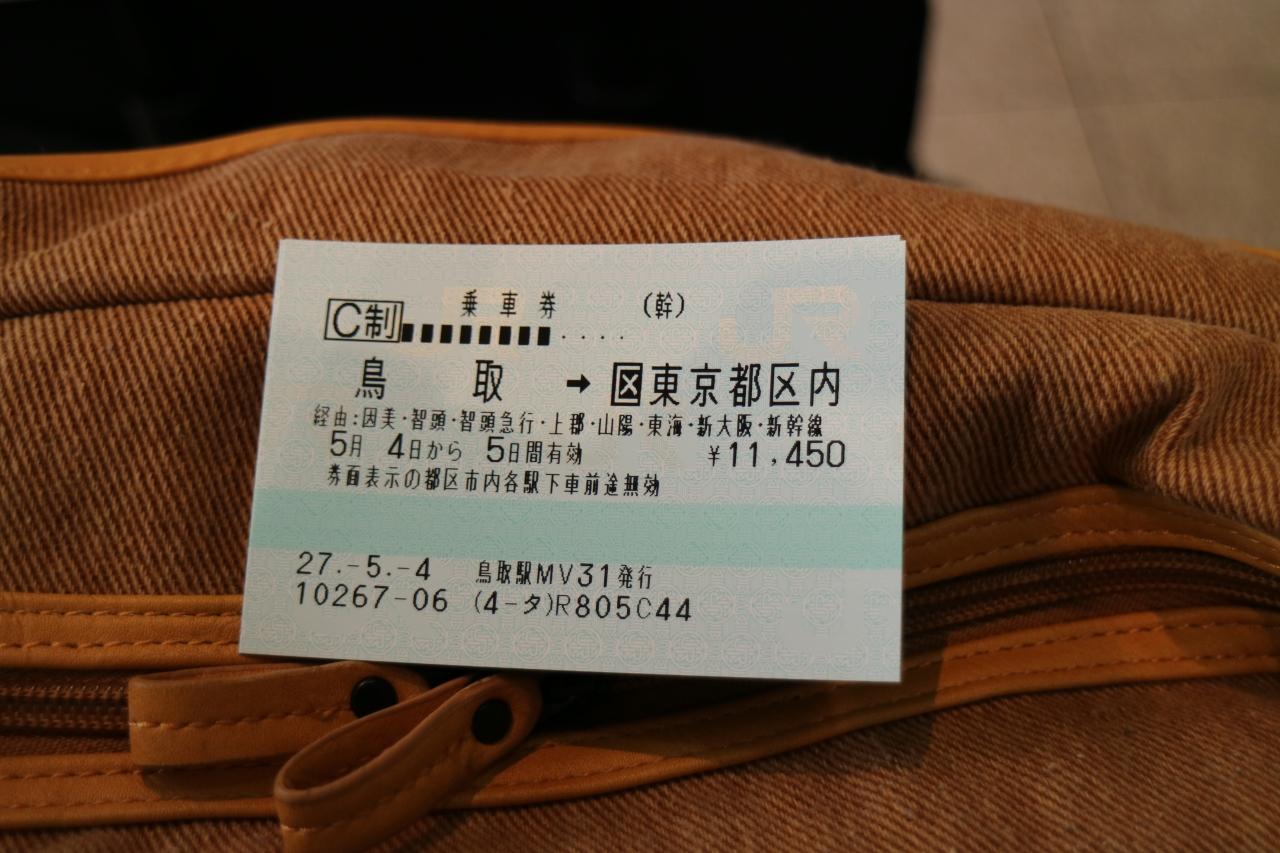 乗車券 (幹)
C制
鳥取 → 区東京都区内
経由:因美・智頭・智頭急行・上郡・山陽・東海・新大阪・新幹線
5月 4日から 5日間有効 ¥11,450
券面表示の都区市内各駅下車前途無効
27.-5.-4 鳥取駅MV31発行
10267-06 (4-タ)R805C44